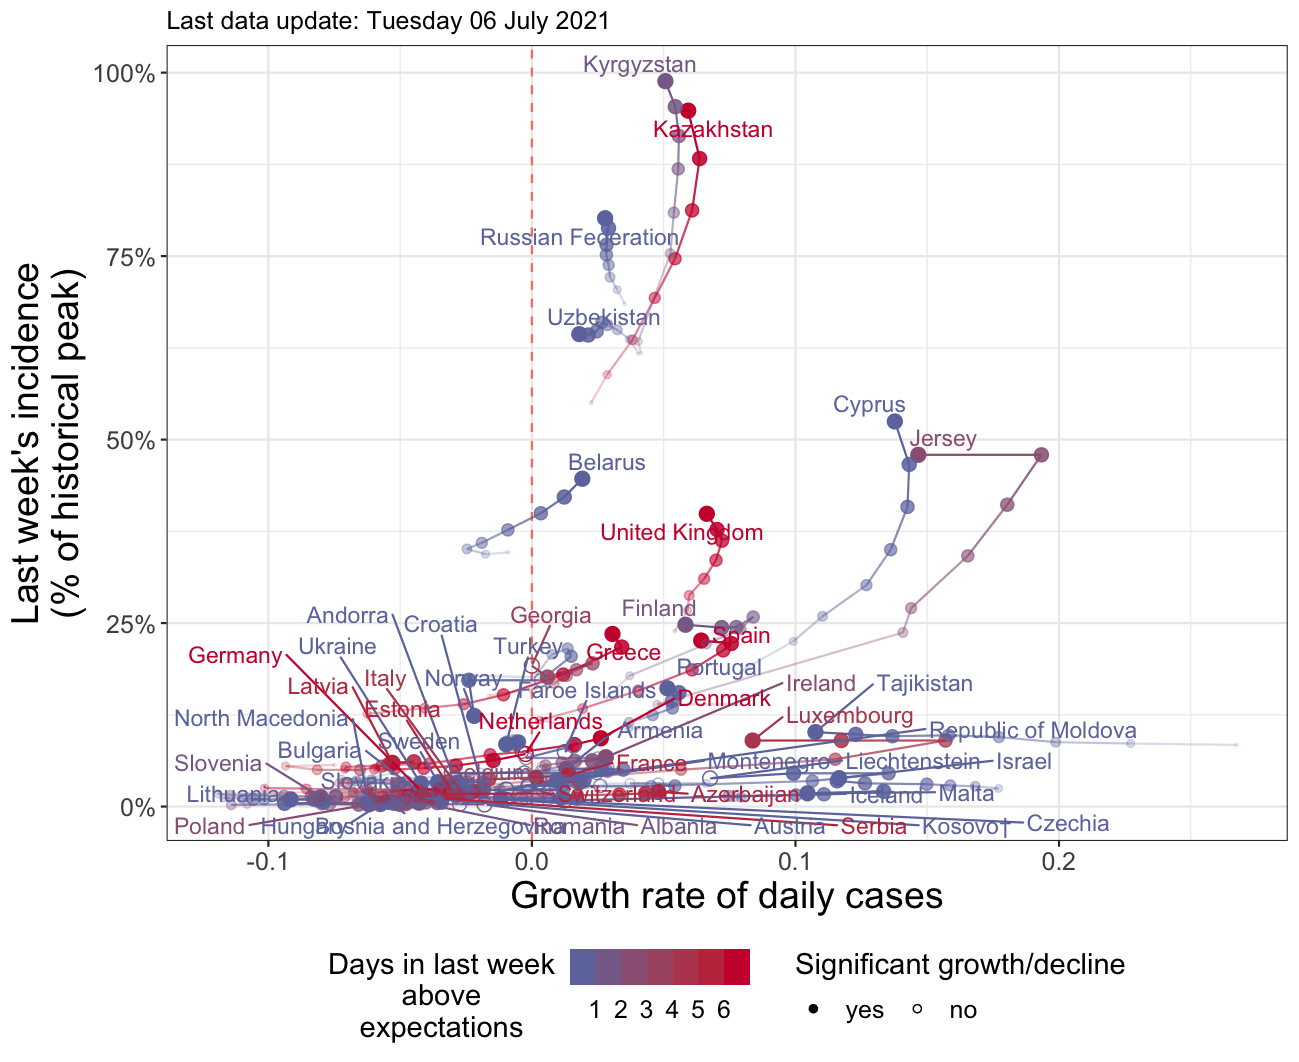 Last data update: Tuesday 06 July 2021
Last week's incidence
(% of historical peak)
100%
75%
50%
25%
0%
Kyrgyzstan
Kazakhstan
Russian Federation
Uzbekistan
Cyprus
Jersey
Belarus
United Kingdom
Finland
Andorra
Georgia
Croatia
Spain
Ukraine
Turkey
Greece
Germany
Portugal
Norway
Italy
Latvia
Faroe Islands
Ireland
Tajikistan
Denmark
Estonia
North Macedonia
Netherlands
Luxembourg
Armenia
Republic of Moldova
Sweden
Bulgaria
Slovenia
France
Montenegro
Liechtenstein
Israel
Belgium
Slovakia
Lithuania
Switzerland
Azerbaijan
Iceland
Malta
Poland
Hungary
Bosnia and Herzegovina
Romania
Albania
Austria
Serbia
Kosovo†
Czechia
-0.1
0.0
0.1
0.2
Growth rate of daily cases
Days in last week
above
expectations
1 2 3 4 5 6
Significant growth/decline
yes
no